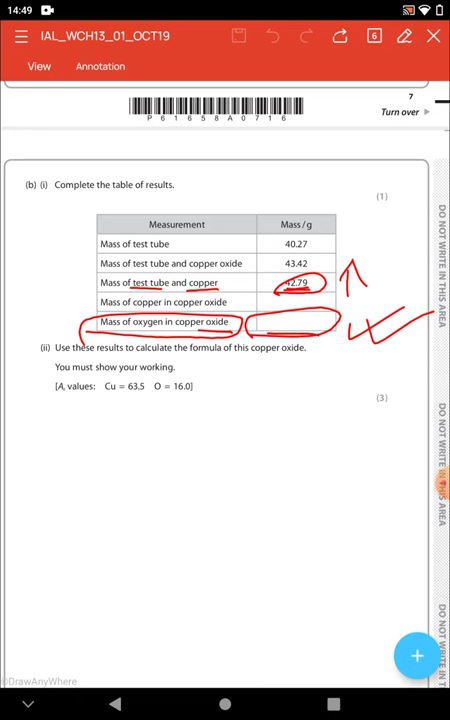 14:49
IAL_WCH13_01_OCT19
6
View Annotation
7
P 6 1 6 5 8 A 0 7 1 6
Turn over
(b) (i) Complete the table of results.
(1)
Measurement Mass / g
Mass of test tube 40.27
Mass of test tube and copper oxide 43.42
Mass of test tube and copper 42.79
Mass of copper in copper oxide
Mass of oxygen in copper oxide
(ii) Use these results to calculate the formula of this copper oxide.
You must show your working.
[Aᵣ values: Cu = 63.5 O = 16.0]
(3)
DO NOT WRITE IN THIS AREA
DO NOT WRITE IN THIS AREA
DO NOT WRITE IN T
©DrawAnyWhere